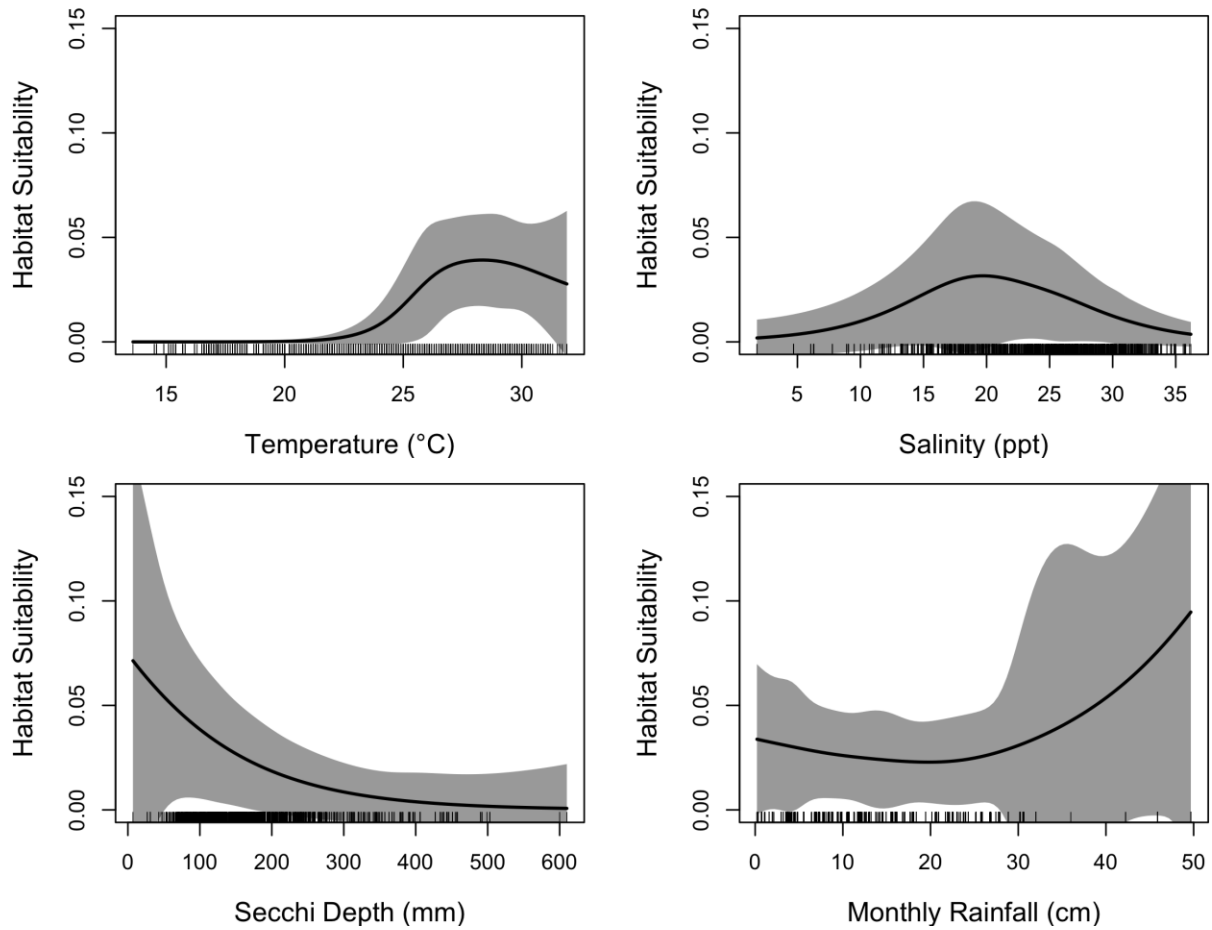 Habitat Suitability
0.00 0.05 0.10 0.15
15 20 25 30
Temperature (°C)
Habitat Suitability
0.00 0.05 0.10 0.15
5 10 15 20 25 30 35
Salinity (ppt)
Habitat Suitability
0.00 0.05 0.10 0.15
0 100 200 300 400 500 600
Secchi Depth (mm)
Habitat Suitability
0.00 0.05 0.10 0.15
0 10 20 30 40 50
Monthly Rainfall (cm)